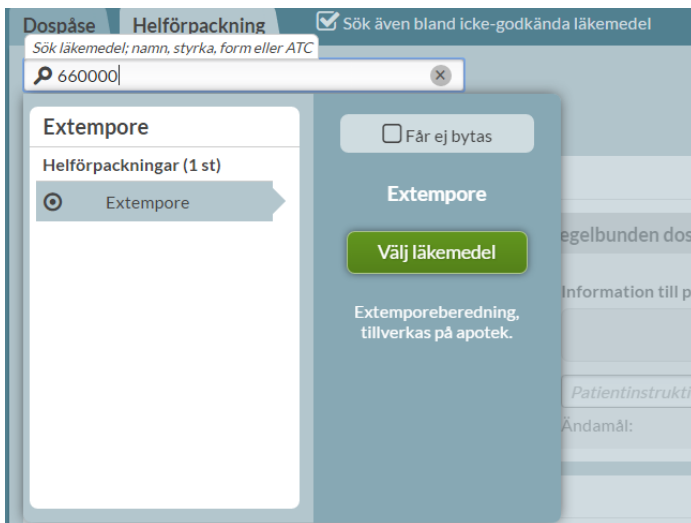 Dospåse Helförpackning Sök även bland icke-godkända läkemedel
Sök läkemedel; namn, styrka, form eller ATC
660000
Extempore
Helförpackningar (1 st)
Extempore
Får ej bytas
Extempore
Välj läkemedel
Extemporeberedning,
tillverkas på apotek.
egelbunden dos
Information till p
Patientinstrukti
Ändamål: